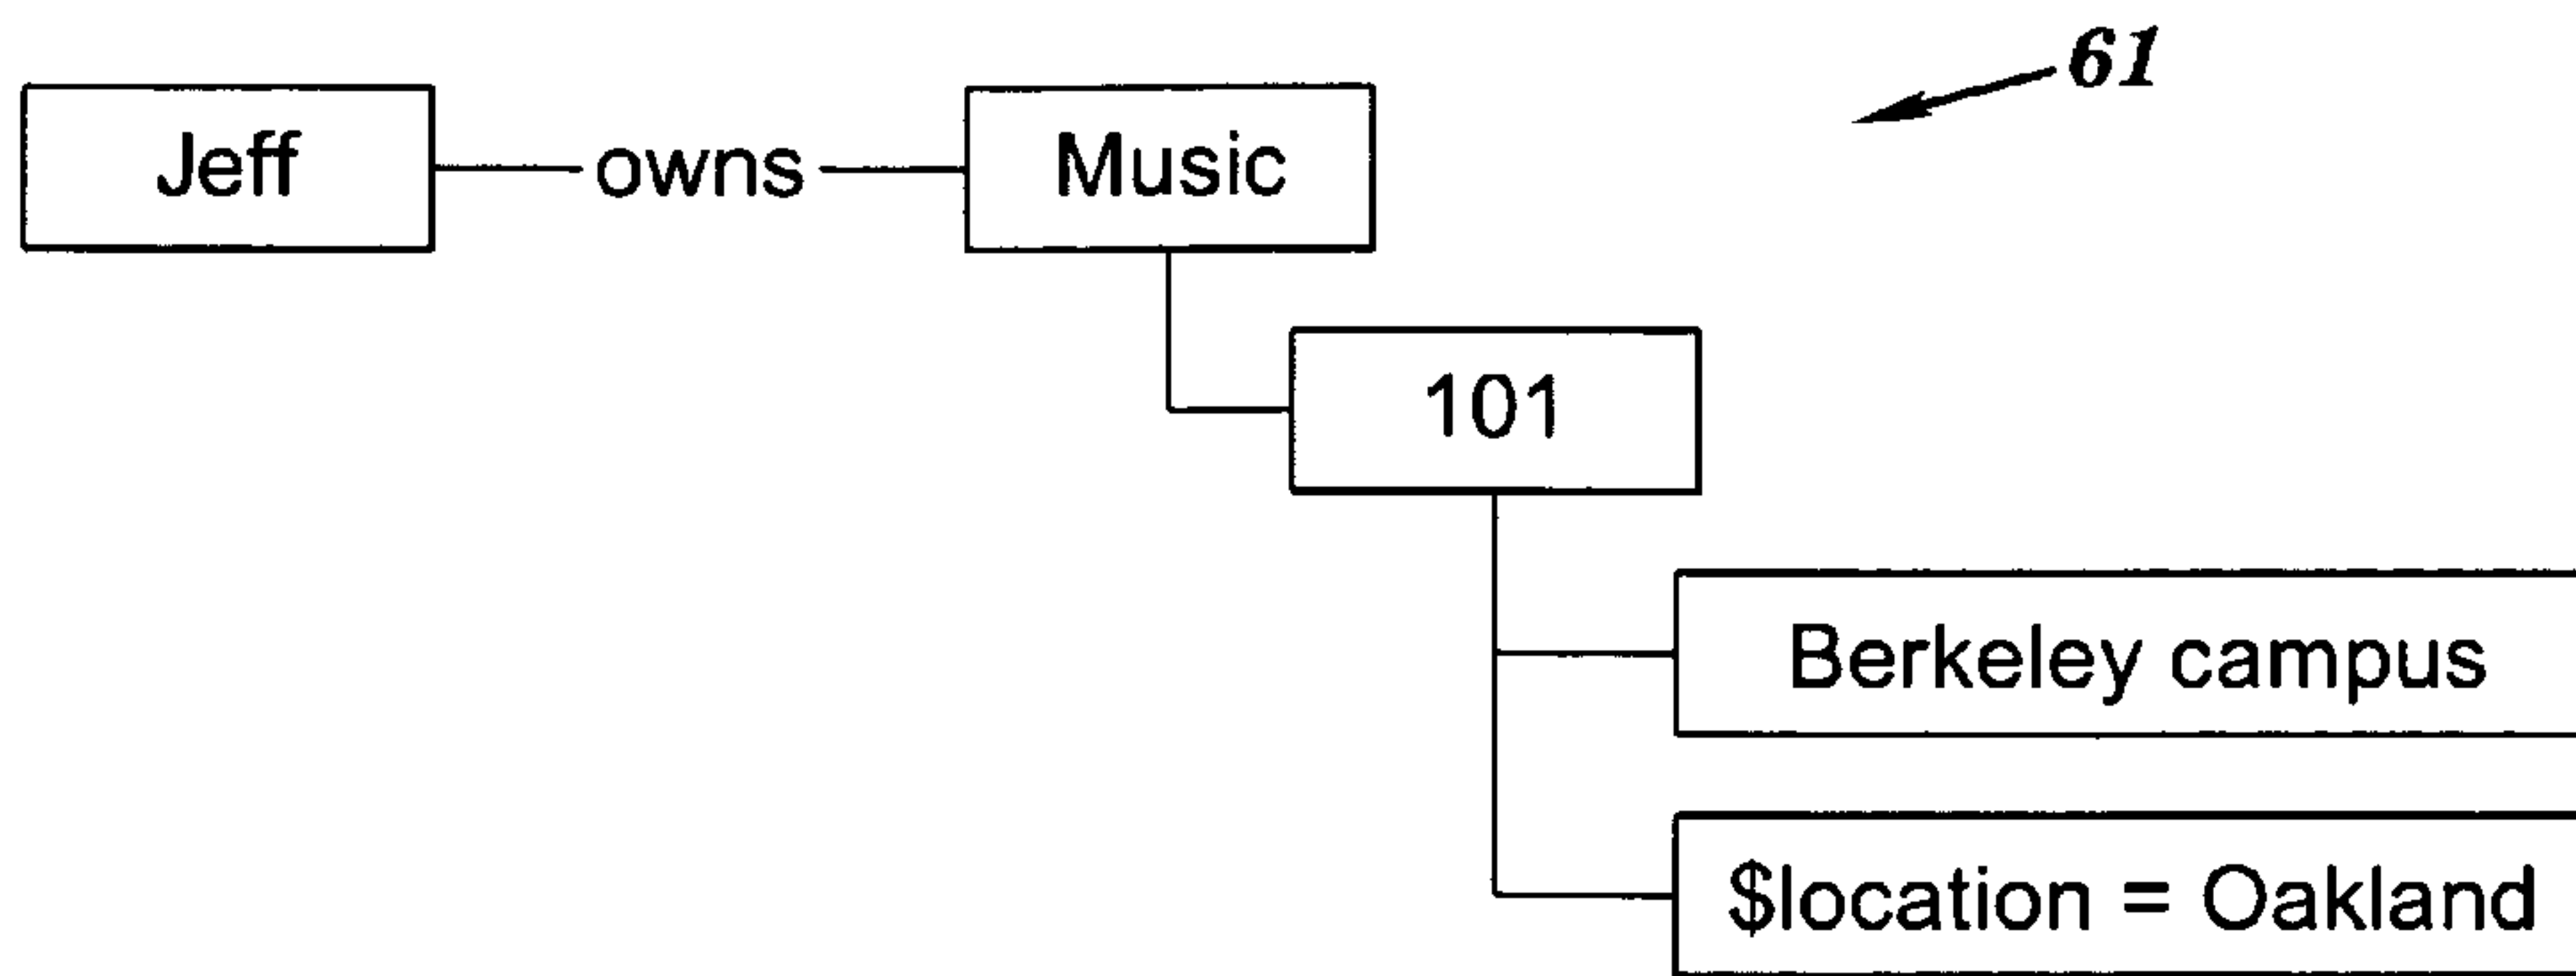 61
Jeff owns Music
101
Berkeley campus
$location = Oakland